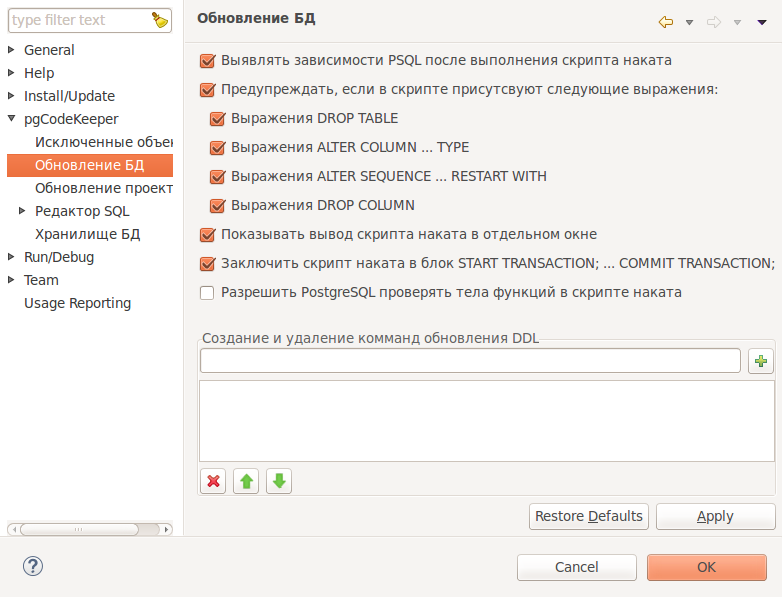 type filter text
General
Help
Install/Update
pgCodeKeeper
Исключенные объек
Обновление БД
Обновление проект
Редактор SQL
Хранилище БД
Run/Debug
Team
Usage Reporting
Обновление БД
Выявлять зависимости PSQL после выполнения скрипта наката
Предупреждать, если в скрипте присутсвуют следующие выражения:
Выражения DROP TABLE
Выражения ALTER COLUMN ... TYPE
Выражения ALTER SEQUENCE ... RESTART WITH
Выражения DROP COLUMN
Показывать вывод скрипта наката в отдельном окне
Заключить скрипт наката в блок START TRANSACTION; ... COMMIT TRANSACTION;
Разрешить PostgreSQL проверять тела функций в скрипте наката
Создание и удаление комманд обновления DDL
Restore Defaults
Apply
?
Cancel
OK